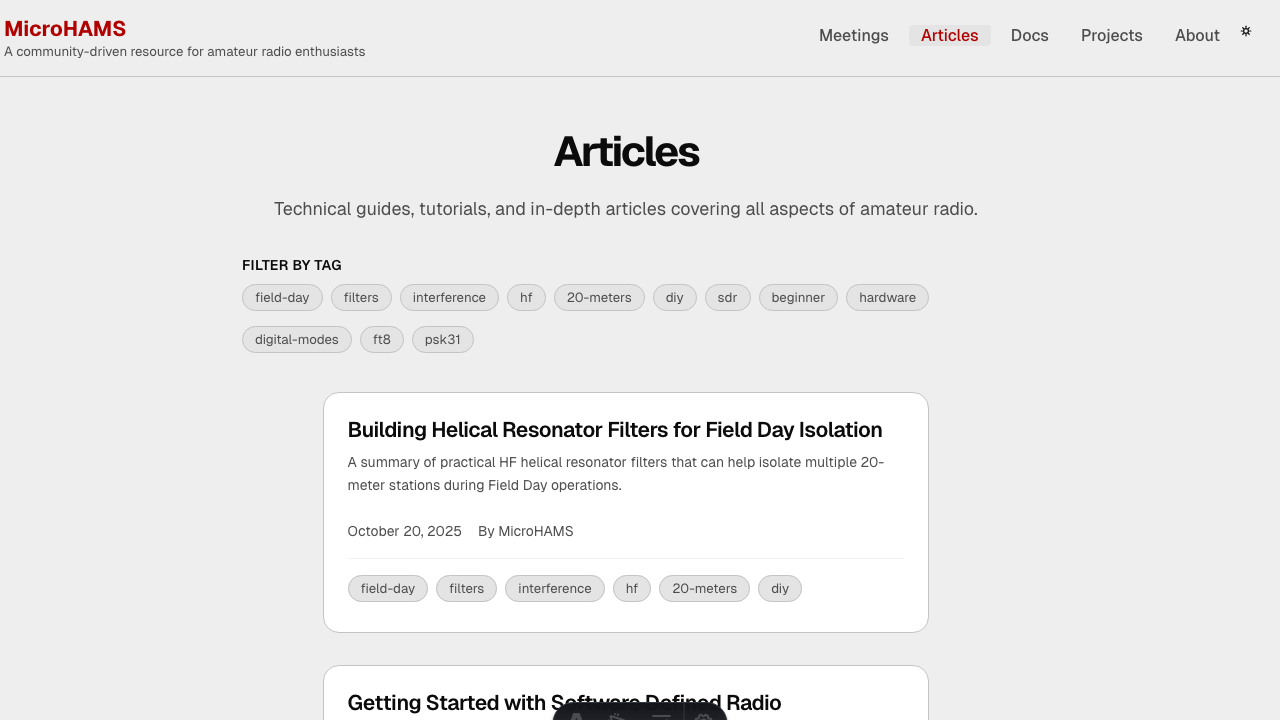 MicroHAMS
A community-driven resource for amateur radio enthusiasts
Meetings Articles Docs Projects About
Articles
Technical guides, tutorials, and in-depth articles covering all aspects of amateur radio.
FILTER BY TAG
field-day filters interference hf 20-meters diy sdr beginner hardware
digital-modes ft8 psk31
Building Helical Resonator Filters for Field Day Isolation
A summary of practical HF helical resonator filters that can help isolate multiple 20-
meter stations during Field Day operations.
October 20, 2025 By MicroHAMS
field-day filters interference hf 20-meters diy
Getting Started with Software Defined Radio